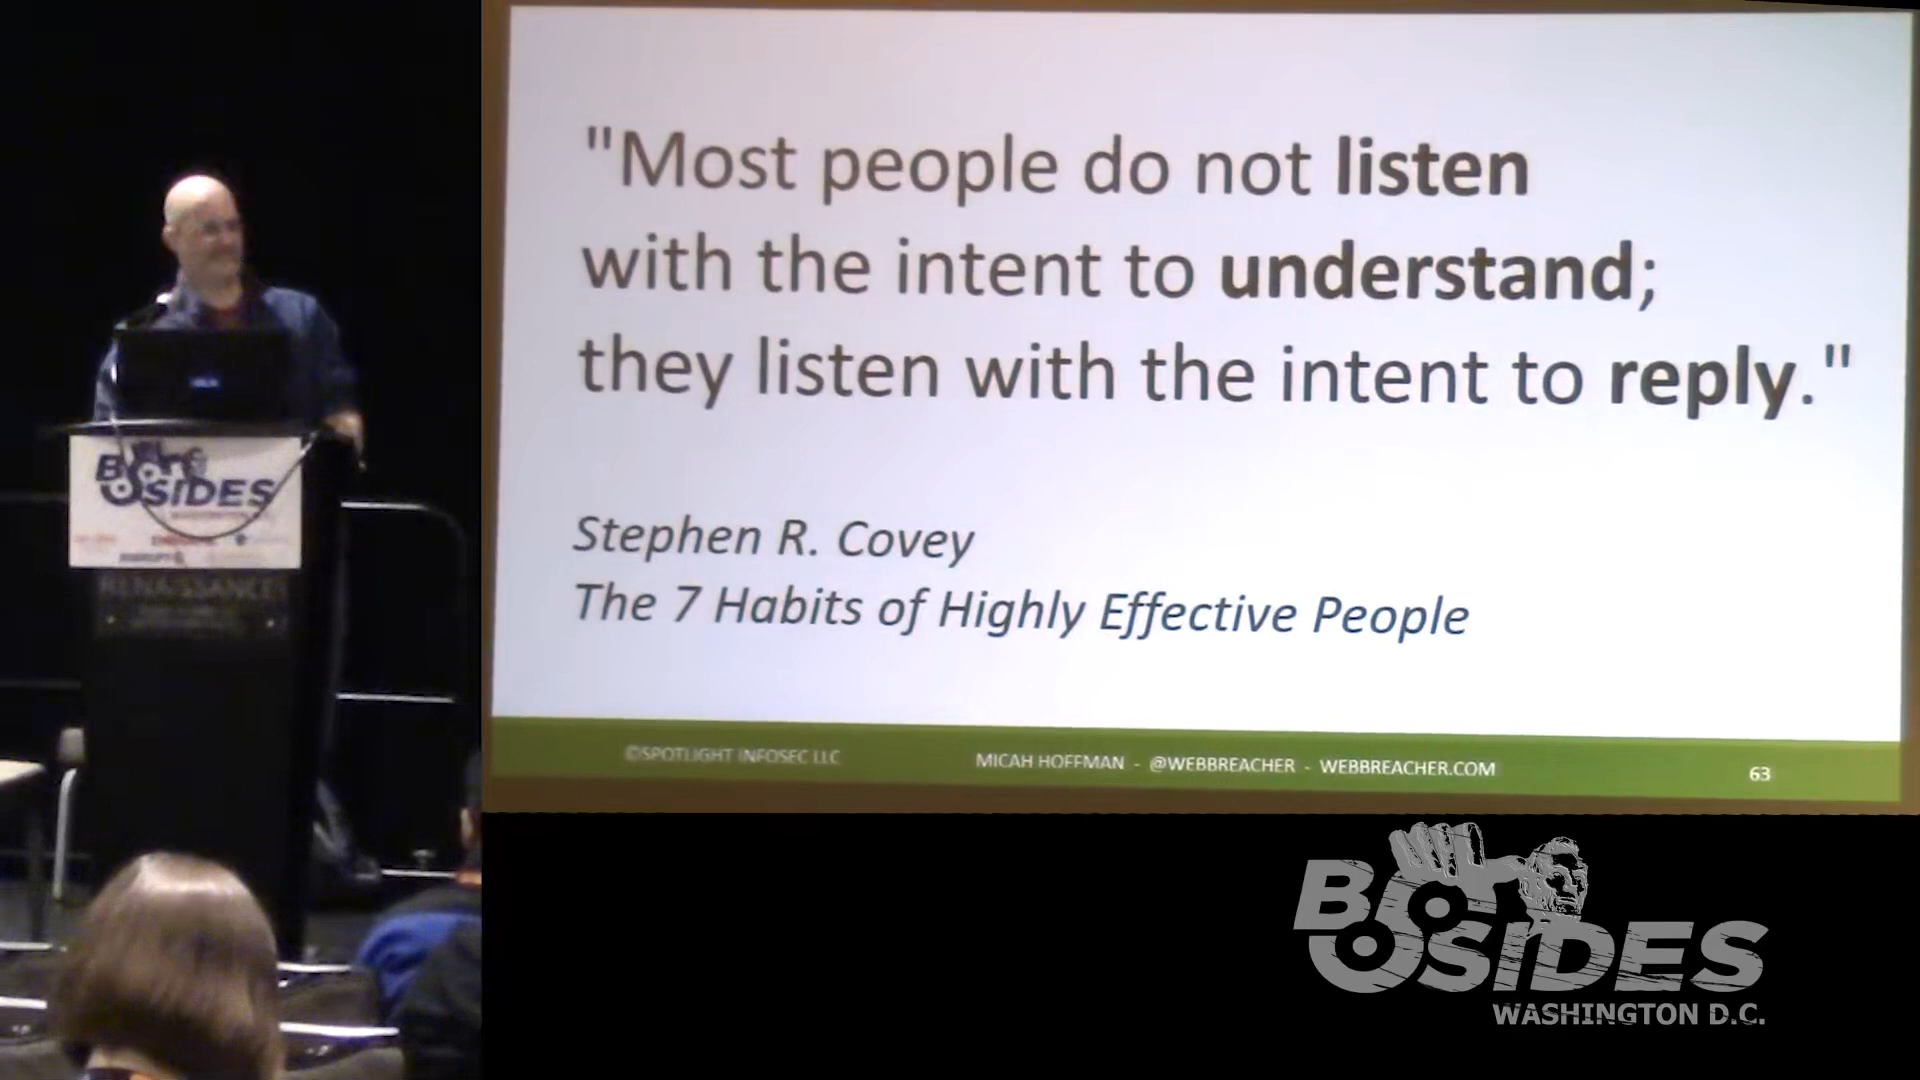 "Most people do not listen
with the intent to understand;
they listen with the intent to reply."
Stephen R. Covey
The 7 Habits of Highly Effective People
©SPOTLIGHT INFOSEC LLC
MICAH HOFFMAN - @WEBBREACHER - WEBBREACHER.COM
63
BSIDES
RENAISSANCE
BSIDES
WASHINGTON D.C.